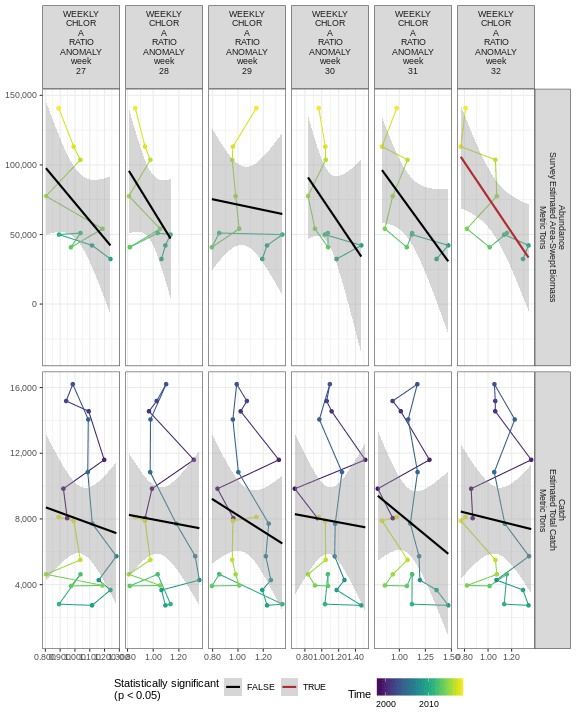 WEEKLY
CHLOR
A
RATIO
ANOMALY
week
27
WEEKLY
CHLOR
A
RATIO
ANOMALY
week
28
WEEKLY
CHLOR
A
RATIO
ANOMALY
week
29
WEEKLY
CHLOR
A
RATIO
ANOMALY
week
30
WEEKLY
CHLOR
A
RATIO
ANOMALY
week
31
WEEKLY
CHLOR
A
RATIO
ANOMALY
week
32
150,000
100,000
50,000
0
Abundance
Survey Estimated Area-Swept Biomass
Metric Tons
16,000
12,000
8,000
4,000
Catch
Estimated Total Catch
Metric Tons
0.80 1.00 1.20
0.80 1.00 1.20
0.80 1.00 1.20 1.40
1.00 1.25 1.50
0.80 1.00 1.20
Statistically significant
(p < 0.05)
FALSE
TRUE
Time
2000
2010